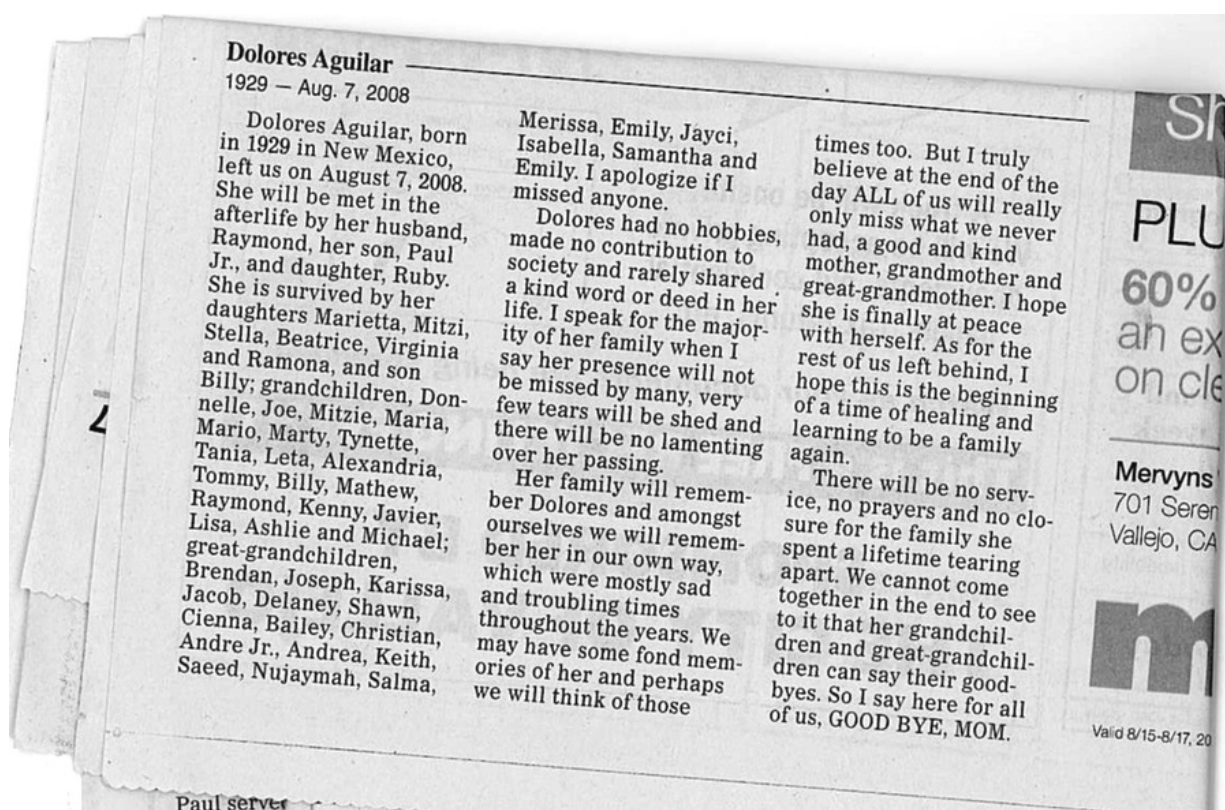 Dolores Aguilar
1929 — Aug. 7, 2008
Dolores Aguilar, born
in 1929 in New Mexico,
left us on August 7, 2008.
She will be met in the
afterlife by her husband,
Raymond, her son, Paul
Jr., and daughter, Ruby.
She is survived by her
daughters Marietta, Mitzi,
Stella, Beatrice, Virginia
and Ramona, and son
Billy; grandchildren, Don-
nelle, Joe, Mitzie, Maria,
Mario, Marty, Tynette,
Tania, Leta, Alexandria,
Tommy, Billy, Mathew,
Raymond, Kenny, Javier,
Lisa, Ashlie and Michael;
great-grandchildren,
Brendan, Joseph, Karissa,
Jacob, Delaney, Shawn,
Cienna, Bailey, Christian,
Andre Jr., Andrea, Keith,
Saeed, Nujaymah, Salma,
Merissa, Emily, Jayci,
Isabella, Samantha and
Emily. I apologize if I
missed anyone.
Dolores had no hobbies,
made no contribution to
society and rarely shared
a kind word or deed in her
life. I speak for the major-
ity of her family when I
say her presence will not
be missed by many, very
few tears will be shed and
there will be no lamenting
over her passing.
Her family will remem-
ber Dolores and amongst
ourselves we will remem-
ber her in our own way,
which were mostly sad
and troubling times
throughout the years. We
may have some fond mem-
ories of her and perhaps
we will think of those
times too. But I truly
believe at the end of the
day ALL of us will really
only miss what we never
had, a good and kind
mother, grandmother and
great-grandmother. I hope
she is finally at peace
with herself. As for the
rest of us left behind, I
hope this is the beginning
of a time of healing and
learning to be a family
again.
There will be no serv-
ice, no prayers and no clo-
sure for the family she
spent a lifetime tearing
apart. We cannot come
together in the end to see
to it that her grandchil-
dren and great-grandchil-
dren can say their good-
byes. So I say here for all
of us, GOOD BYE, MOM.
PLU
60%
an ex
on cle
Mervyns
701 Seren
Vallejo, CA
m
Valid 8/15-8/17, 20
Paul server